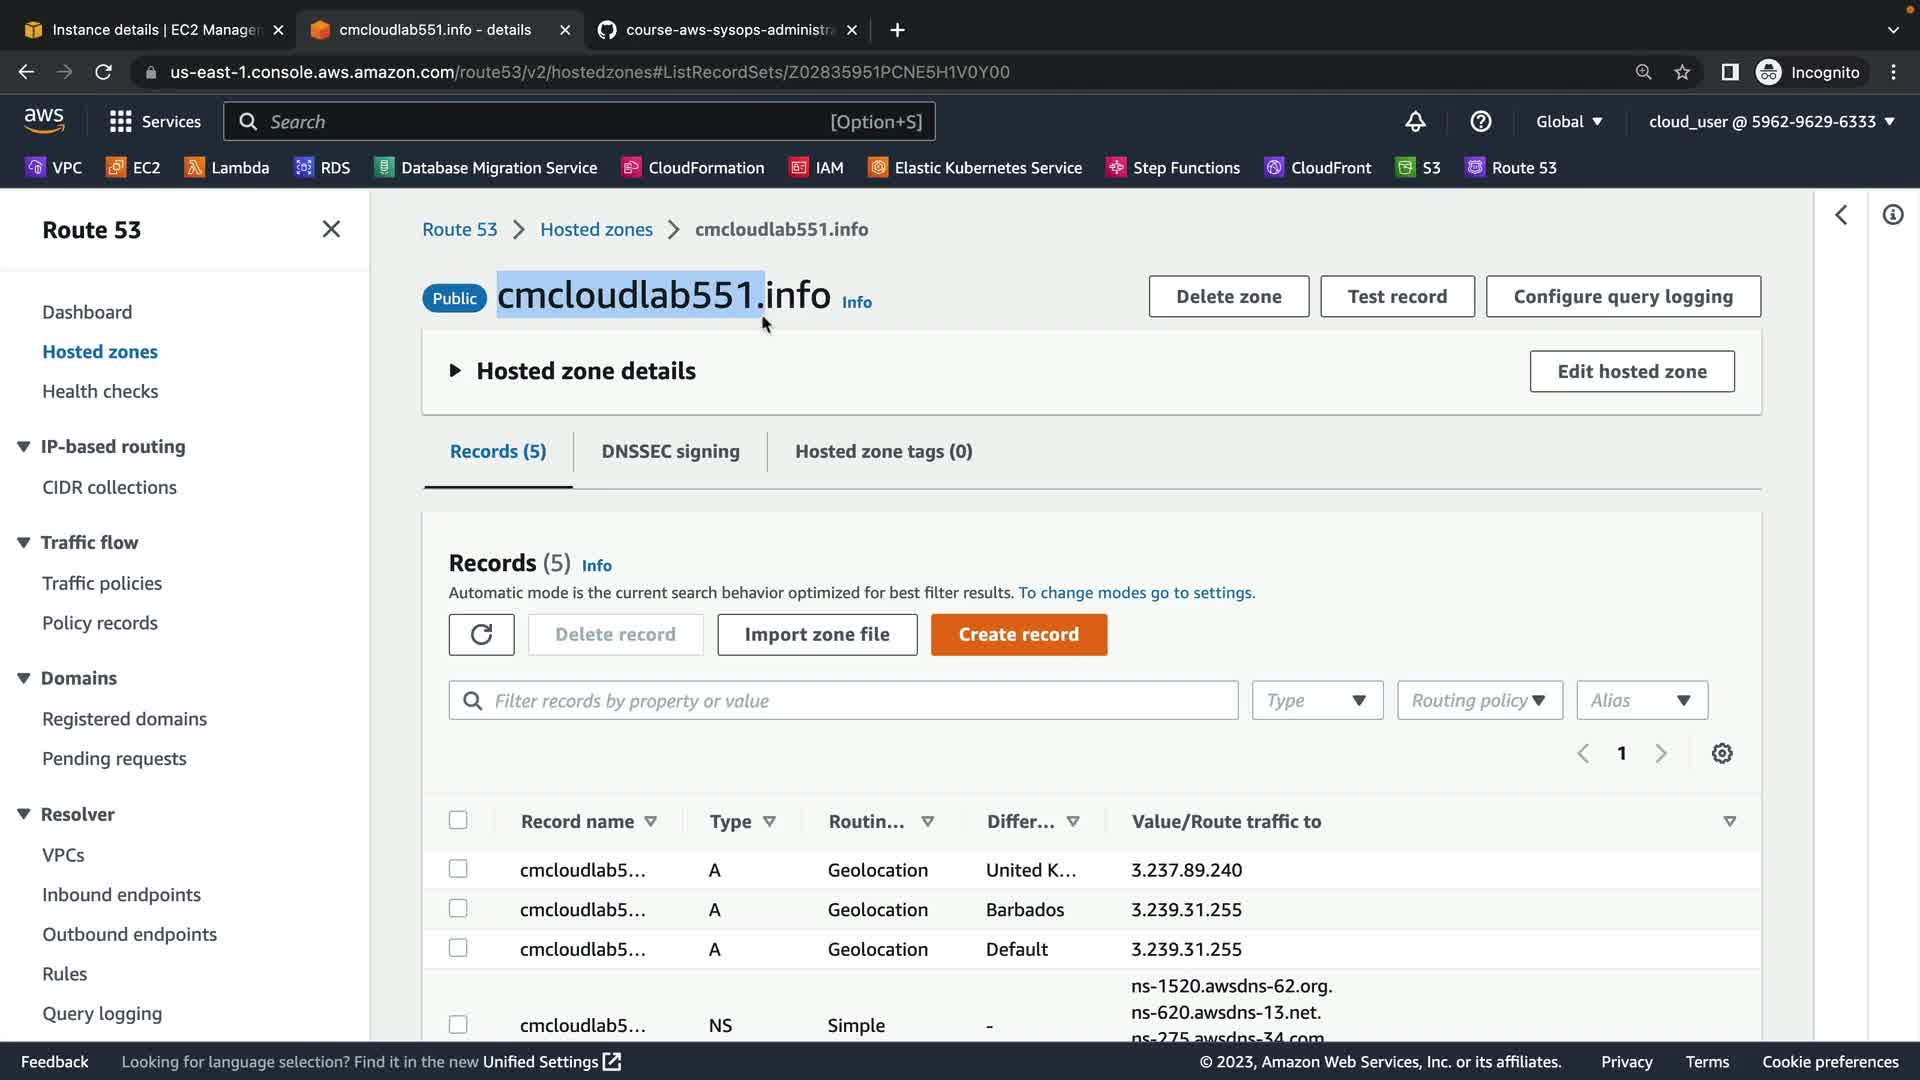 Instance details | EC2 Manager
cmcloudlab551.info - details
course-aws-sysops-administra
us-east-1.console.aws.amazon.com/route53/v2/hostedzones#ListRecordSets/Z02835951PCNE5H1V0Y00
Incognito
aws
Services
Search
[Option+S]
Global
cloud_user @ 5962-9629-6333
VPC
EC2
Lambda
RDS
Database Migration Service
CloudFormation
IAM
Elastic Kubernetes Service
Step Functions
CloudFront
S3
Route 53
Route 53
Dashboard
Hosted zones
Health checks
IP-based routing
CIDR collections
Traffic flow
Traffic policies
Policy records
Domains
Registered domains
Pending requests
Resolver
VPCs
Inbound endpoints
Outbound endpoints
Rules
Query logging
Route 53 > Hosted zones > cmcloudlab551.info
Public cmcloudlab551.info Info
Delete zone
Test record
Configure query logging
Hosted zone details
Edit hosted zone
Records (5)
DNSSEC signing
Hosted zone tags (0)
Records (5) Info
Automatic mode is the current search behavior optimized for best filter results. To change modes go to settings.
Delete record
Import zone file
Create record
Filter records by property or value
Type
Routing policy
Alias
1
Record name Type Routin... Differ... Value/Route traffic to
cmcloudlab5... A Geolocation United K... 3.237.89.240
cmcloudlab5... A Geolocation Barbados 3.239.31.255
cmcloudlab5... A Geolocation Default 3.239.31.255
ns-1520.awsdns-62.org.
ns-620.awsdns-13.net.
cmcloudlab5... NS Simple -
ns-275.awsdns-34.com
Feedback
Looking for language selection? Find it in the new Unified Settings
© 2023, Amazon Web Services, Inc. or its affiliates.
Privacy
Terms
Cookie preferences